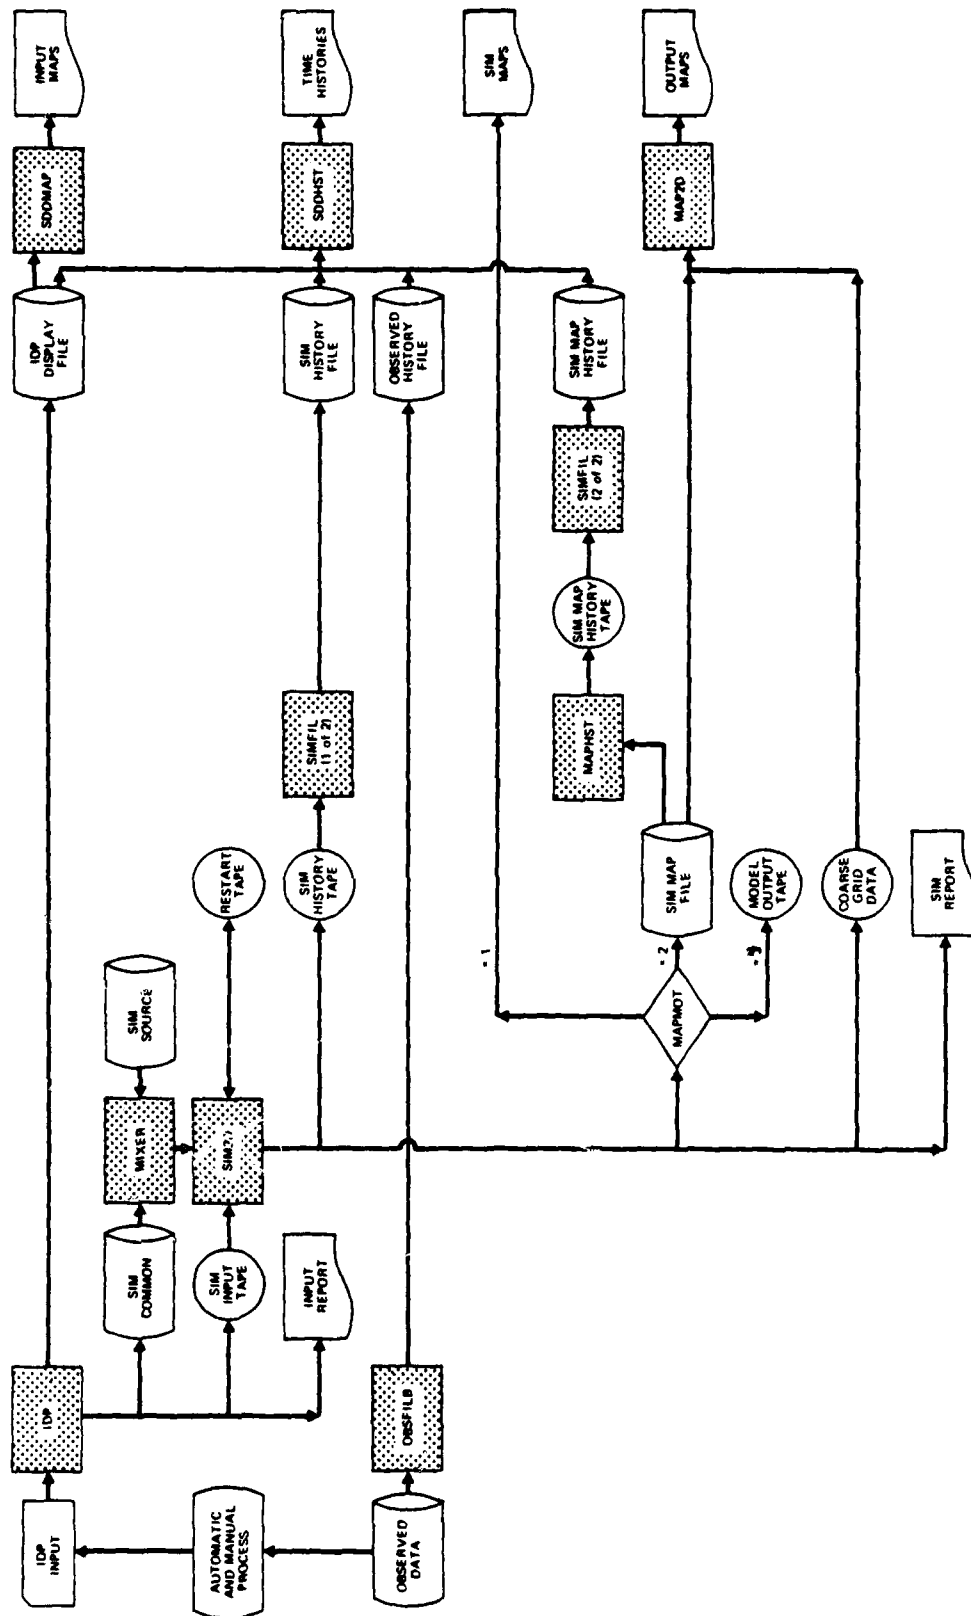 IDP
INPUT
AUTOMATIC
AND MANUAL
PROCESS
OBSERVED
DATA
IDP
OBSFILB
SIM
COMMON
SIM
INPUT
TAPE
INPUT
REPORT
MIXER
SIM
SOURCE
RESTART
TAPE
SIM
HISTORY
TAPE
SIMFIL
(1 of 2)
MAPMOT
= 1
= 2
SIM MAP
FILE
MODEL
OUTPUT
TAPE
COARSE
GRID
DATA
SIM
REPORT
MAPHST
SIM MAP
HISTORY
TAPE
SIMFIL
(2 of 2)
IDP
DISPLAY
FILE
SIM
HISTORY
FILE
OBSERVED
HISTORY
FILE
SIM MAP
HISTORY
FILE
SDDMAP
SDDHST
MAP2D
INPUT
MAPS
TIME
HISTORIES
SIM
MAPS
OUTPUT
MAPS